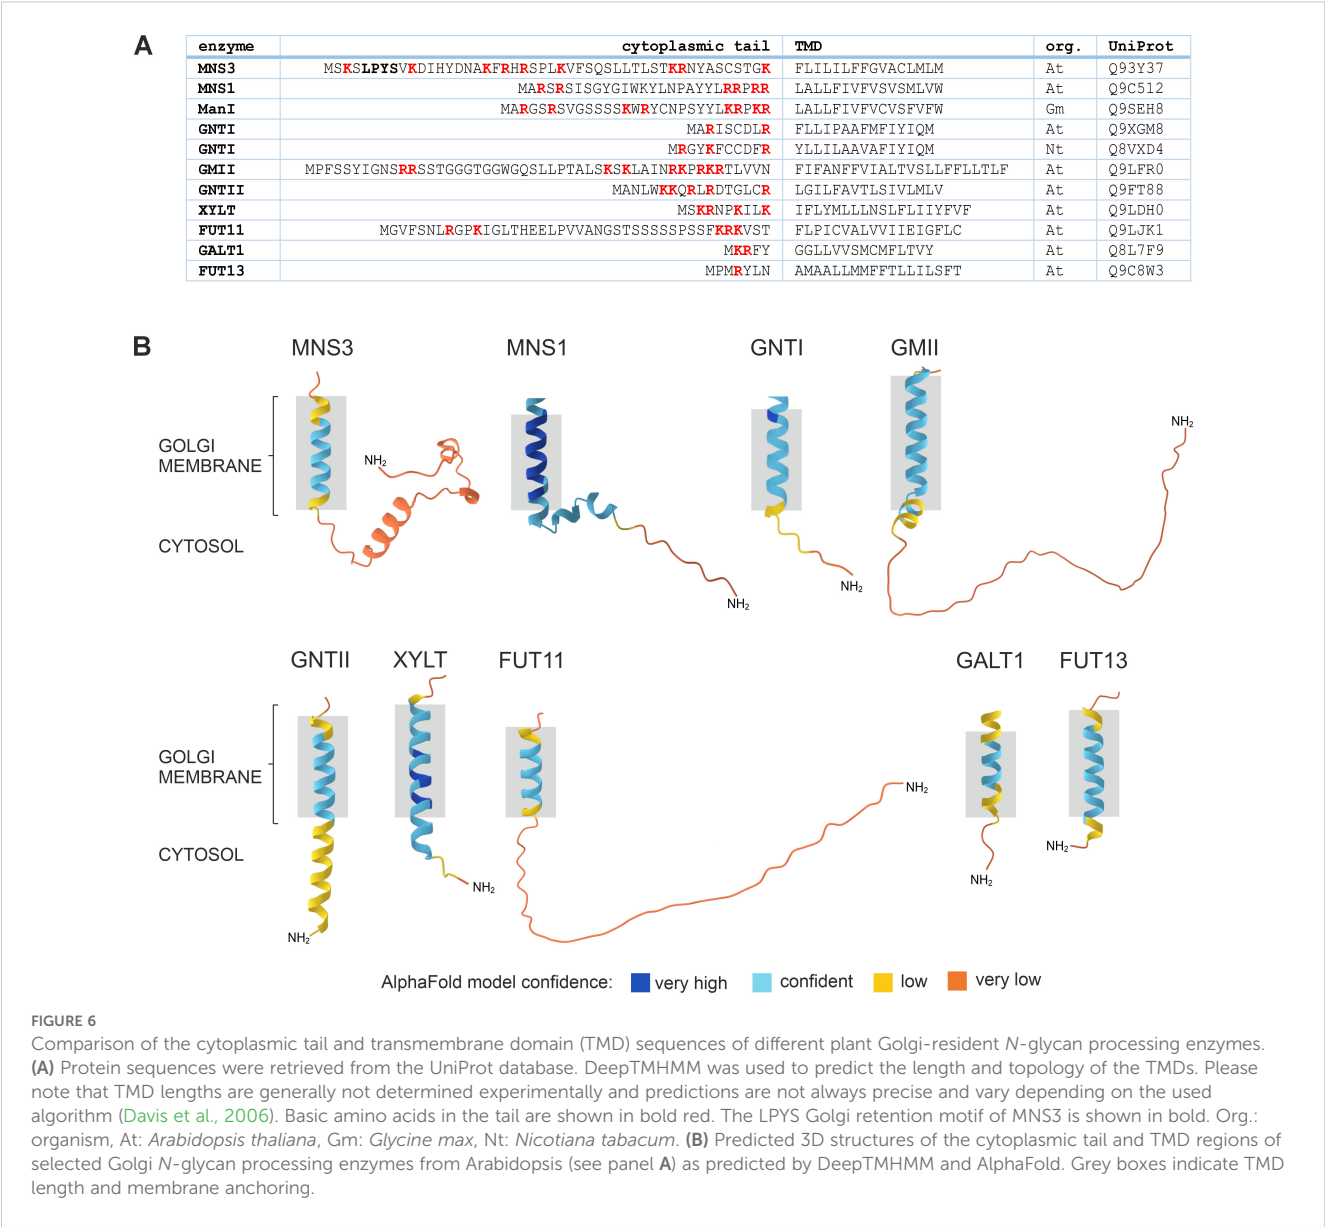 A
enzyme cytoplasmic tail TMD org. UniProt
MNS3 MSKSLPYSVKDIHYDNAKFRHRSPLKVFSQSLLTLSTKRNYASCSTGK FLILILFFGVACLMLM At Q93Y37
MNS1 MARSRSISGYGIWKYLNPAYYLRRPRR LALLFIVFVSVSMLVW At Q9C512
ManI MARGSRSVGSSSSKWRYCNPSYYLKRPKR LALLFIVFVCVSFVFW Gm Q9SEH8
GNTI MARISCDLR FLLIPAAFMFIYIQM At Q9XGM8
GNTI MRGYKFCCDFR YLLILAAVAFIYIQM Nt Q8VXD4
GMII MPFSSYIGNSRRSSTGGGTGGWGQSLLPTALSKSKLAINRKPRKRTLVVN FIFANFFVIALTVSLLFFLLTLF At Q9LFR0
GNTII MANLWKKQRLRDTGLCR LGILFAVTLSIVLMLV At Q9FT88
XYLT MSKRNPKILK IFLYMLLLNSLFLIIYFVF At Q9LDH0
FUT11 MGVFSNLRGPKIGLTHEELPVVANGSTSSSSSPSSFKRKVST FLPICVALVVIIEIGFLC At Q9LJK1
GALT1 MKRFY GGLLVVSMCMFLTVY At Q8L7F9
FUT13 MPMRYLN AMAALLMMFFTLLILSFT At Q9C8W3
B
MNS3 MNS1 GNTI GMII
NH2
GOLGI
MEMBRANE
NH2
CYTOSOL
NH2
NH2
GNTII XYLT FUT11 GALT1 FUT13
GOLGI
MEMBRANE
NH2
CYTOSOL
NH2
NH2
NH2
NH2
AlphaFold model confidence: very high confident low very low
FIGURE 6
Comparison of the cytoplasmic tail and transmembrane domain (TMD) sequences of different plant Golgi-resident N-glycan processing enzymes.
(A) Protein sequences were retrieved from the UniProt database. DeepTMHMM was used to predict the length and topology of the TMDs. Please
note that TMD lengths are generally not determined experimentally and predictions are not always precise and vary depending on the used
algorithm (Davis et al., 2006). Basic amino acids in the tail are shown in bold red. The LPYS Golgi retention motif of MNS3 is shown in bold. Org.:
organism, At: Arabidopsis thaliana, Gm: Glycine max, Nt: Nicotiana tabacum. (B) Predicted 3D structures of the cytoplasmic tail and TMD regions of
selected Golgi N-glycan processing enzymes from Arabidopsis (see panel A) as predicted by DeepTMHMM and AlphaFold. Grey boxes indicate TMD
length and membrane anchoring.